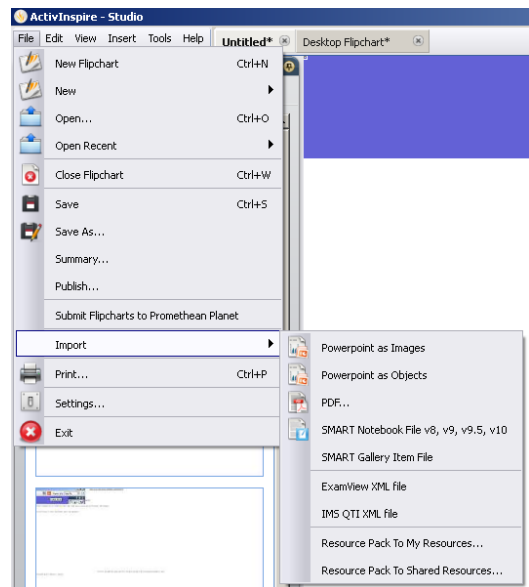 ActivInspire - Studio
File Edit View Insert Tools Help Untitled* Desktop Flipchart*
New Flipchart Ctrl+N
New
Open... Ctrl+O
Open Recent
Close Flipchart Ctrl+W
Save Ctrl+S
Save As...
Summary...
Publish...
Submit Flipcharts to Promethean Planet
Import
Print... Ctrl+P
Settings...
Exit
Powerpoint as Images
Powerpoint as Objects
PDF...
SMART Notebook File v8, v9, v9.5, v10
SMART Gallery Item File
ExamView XML file
IMS QTI XML file
Resource Pack To My Resources...
Resource Pack To Shared Resources...